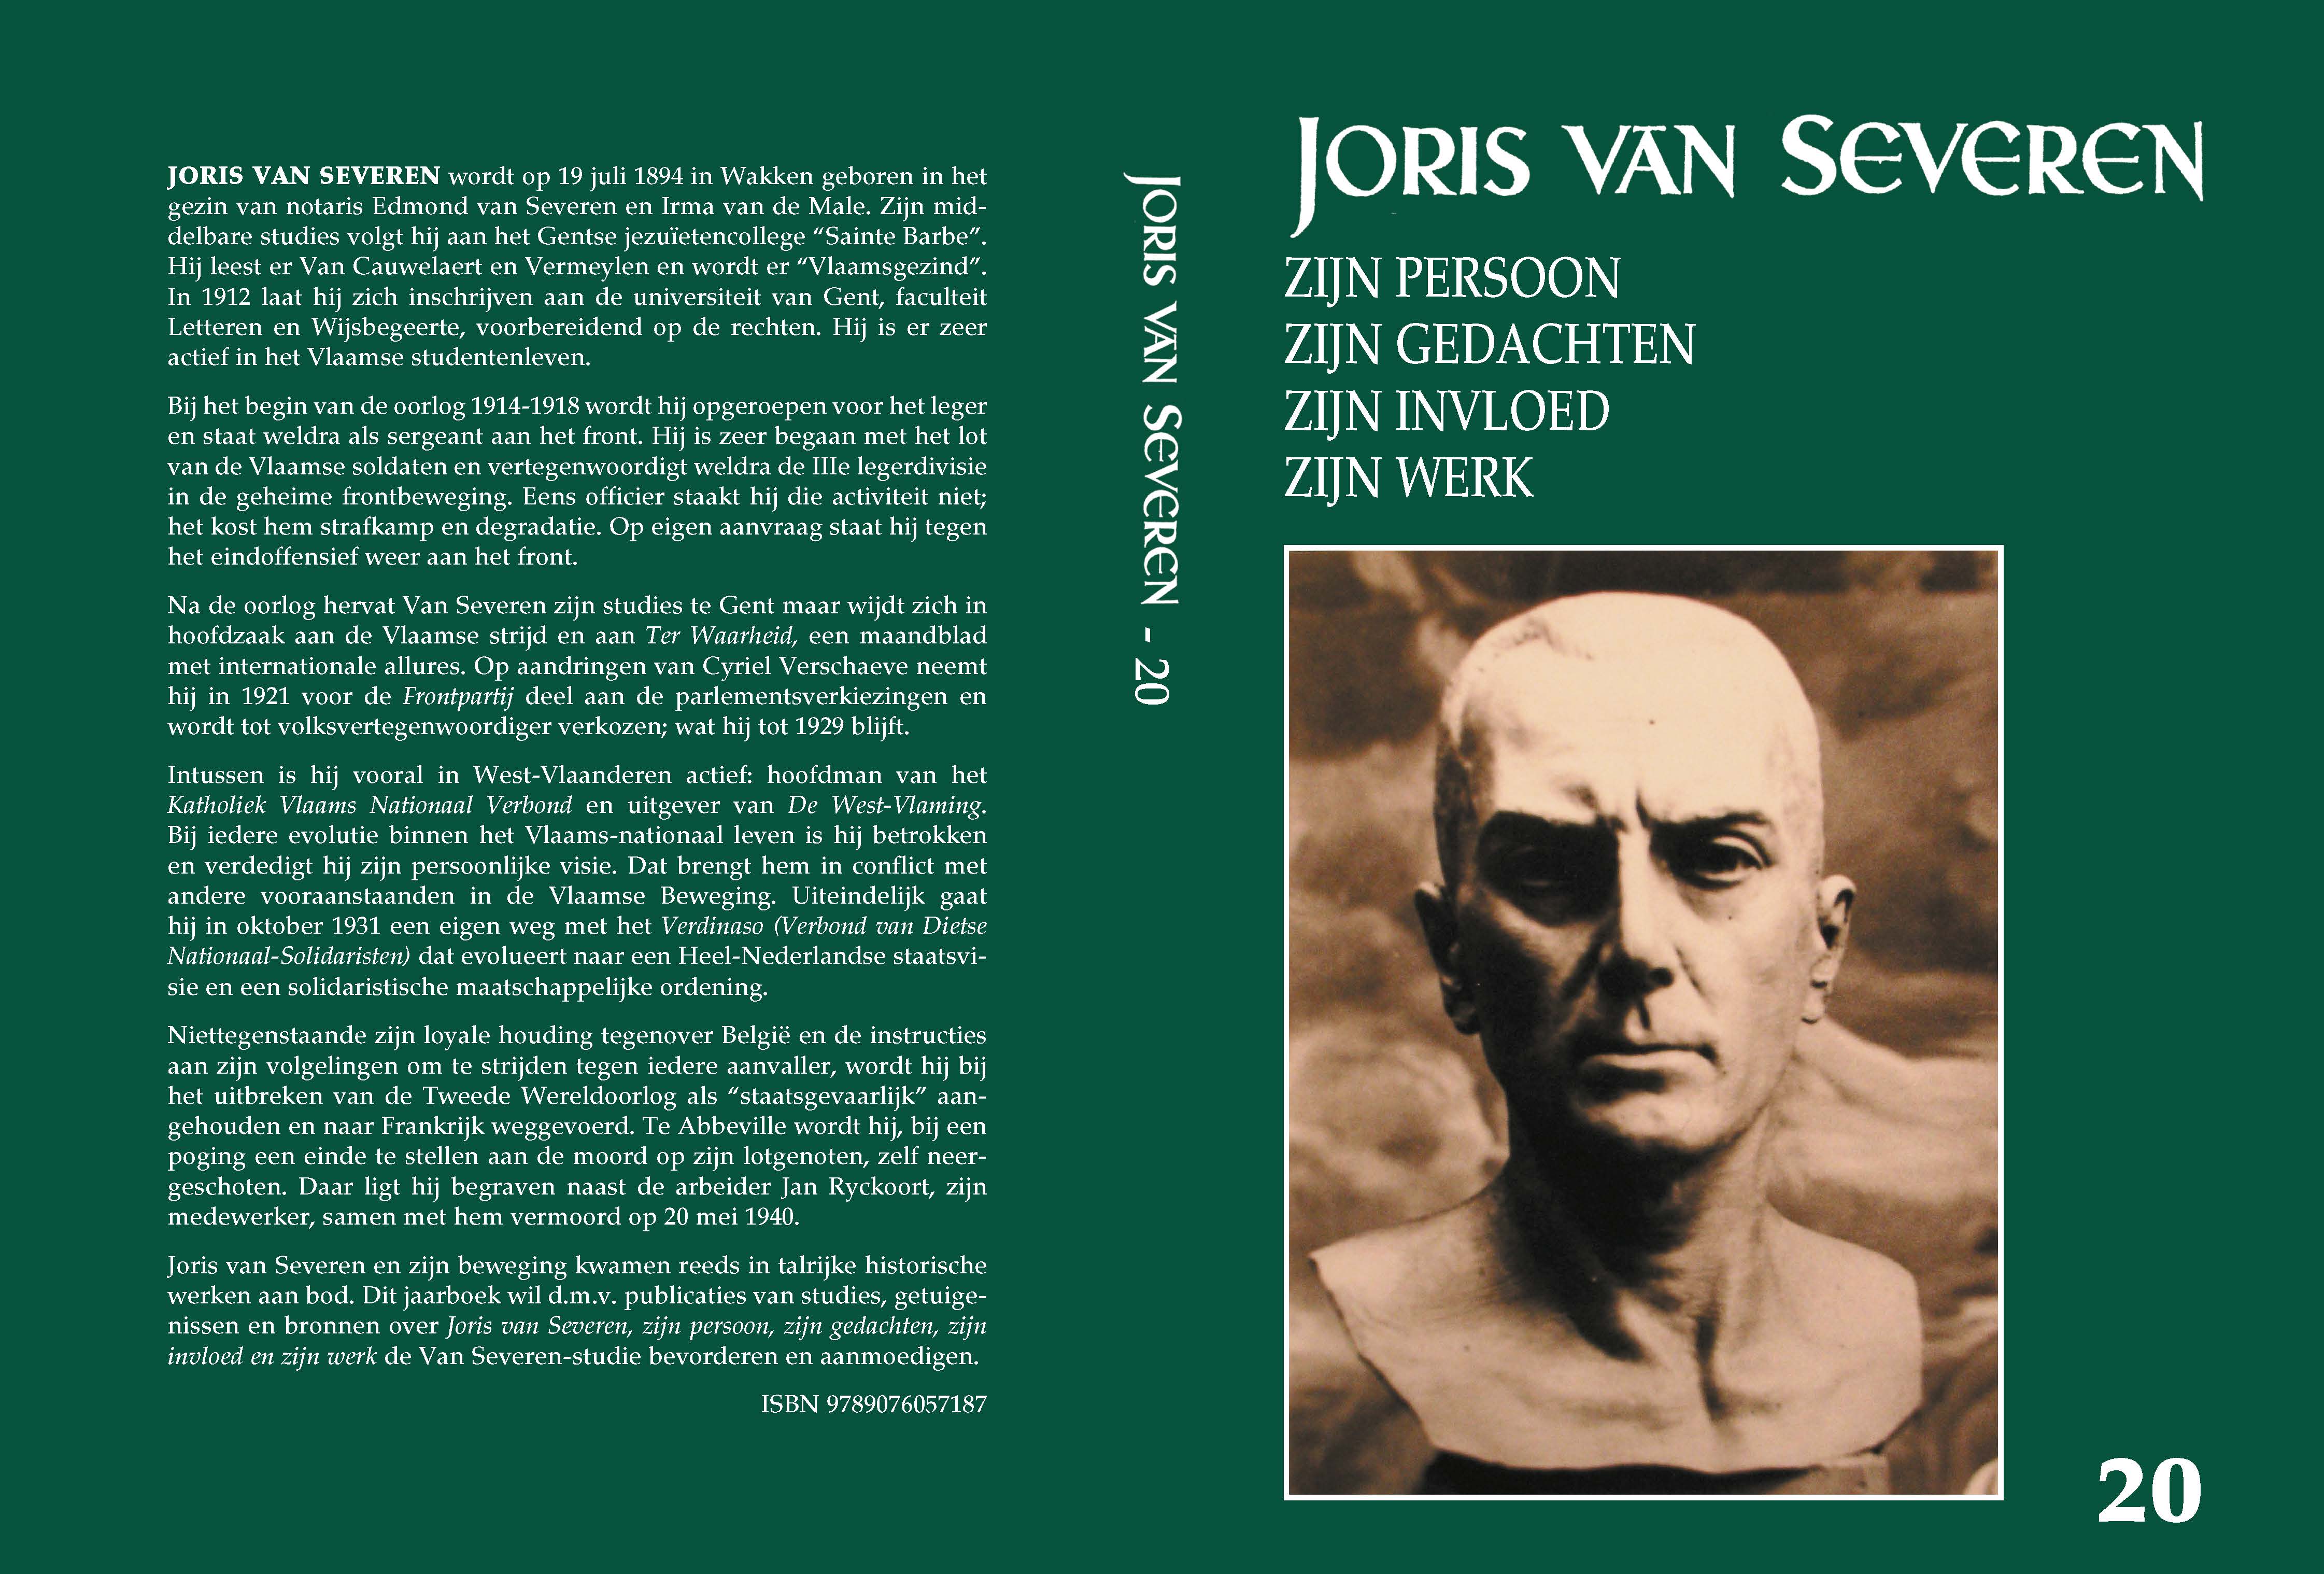 JORIS VAN SEVEREN wordt op 19 juli 1894 in Wakken geboren in het
gezin van notaris Edmond van Severen en Irma van de Male. Zijn mid-
delbare studies volgt hij aan het Gentse jezuïetencollege “Sainte Barbe”.
Hij leest er Van Cauwelaert en Vermeylen en wordt er “Vlaamsgezind”.
In 1912 laat hij zich inschrijven aan de universiteit van Gent, faculteit
Letteren en Wijsbegeerte, voorbereidend op de rechten. Hij is er zeer
actief in het Vlaamse studentenleven.
Bij het begin van de oorlog 1914-1918 wordt hij opgeroepen voor het leger
en staat weldra als sergeant aan het front. Hij is zeer begaan met het lot
van de Vlaamse soldaten en vertegenwoordigt weldra de IIIe legerdivisie
in de geheime frontbeweging. Eens officier staakt hij die activiteit niet;
het kost hem strafkamp en degradatie. Op eigen aanvraag staat hij tegen
het eindoffensief weer aan het front.
Na de oorlog hervat Van Severen zijn studies te Gent maar wijdt zich in
hoofdzaak aan de Vlaamse strijd en aan Ter Waarheid, een maandblad
met internationale allures. Op aandringen van Cyriel Verschaeve neemt
hij in 1921 voor de Frontpartij deel aan de parlementsverkiezingen en
wordt tot volksvertegenwoordiger verkozen; wat hij tot 1929 blijft.
Intussen is hij vooral in West-Vlaanderen actief: hoofdman van het
Katholiek Vlaams Nationaal Verbond en uitgever van De West-Vlaming.
Bij iedere evolutie binnen het Vlaams-nationaal leven is hij betrokken
en verdedigt hij zijn persoonlijke visie. Dat brengt hem in conflict met
andere vooraanstaanden in de Vlaamse Beweging. Uiteindelijk gaat
hij in oktober 1931 een eigen weg met het Verdinaso (Verbond van Dietse
Nationaal-Solidaristen) dat evolueert naar een Heel-Nederlandse staatsvi-
sie en een solidaristische maatschappelijke ordening.
Niettegenstaande zijn loyale houding tegenover België en de instructies
aan zijn volgelingen om te strijden tegen iedere aanvaller, wordt hij bij
het uitbreken van de Tweede Wereldoorlog als “staatsgevaarlijk” aan-
gehouden en naar Frankrijk weggevoerd. Te Abbeville wordt hij, bij een
poging een einde te stellen aan de moord op zijn lotgenoten, zelf neer-
geschoten. Daar ligt hij begraven naast de arbeider Jan Ryckoort, zijn
medewerker, samen met hem vermoord op 20 mei 1940.
Joris van Severen en zijn beweging kwamen reeds in talrijke historische
werken aan bod. Dit jaarboek wil d.m.v. publicaties van studies, getuige-
nissen en bronnen over Joris van Severen, zijn persoon, zijn gedachten, zijn
invloed en zijn werk de Van Severen-studie bevorderen en aanmoedigen.
ISBN 9789076057187
JORIS VAN SEVEREN - 20
JORIS VAN SEVEREN
ZIJN PERSOON
ZIJN GEDACHTEN
ZIJN INVLOED
ZIJN WERK
20